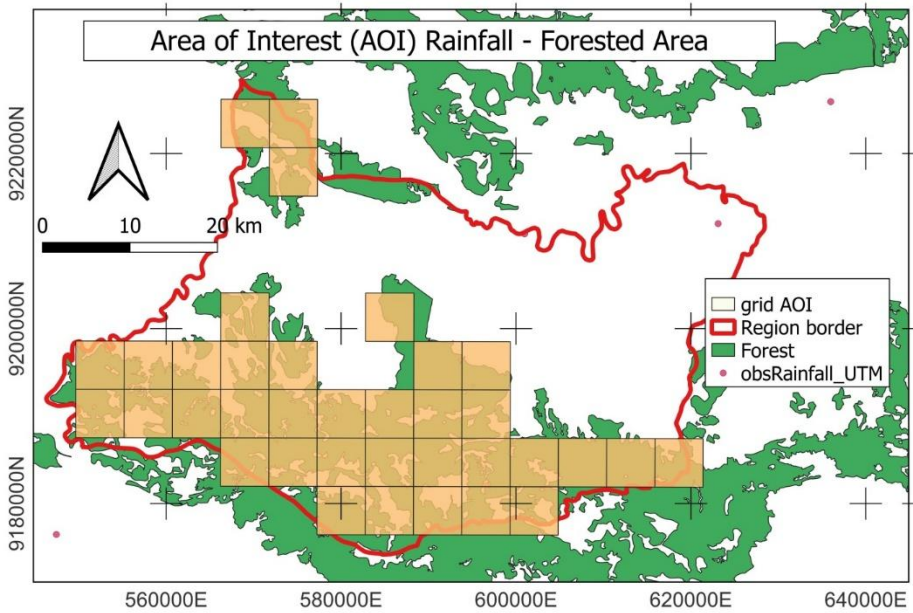 Area of Interest (AOI) Rainfall - Forested Area
9220000N
0 10 20 km
grid AOI
Region border
9200000N
Forest
obsRainfall_UTM
9180000N
560000E 580000E 600000E 620000E 640000E